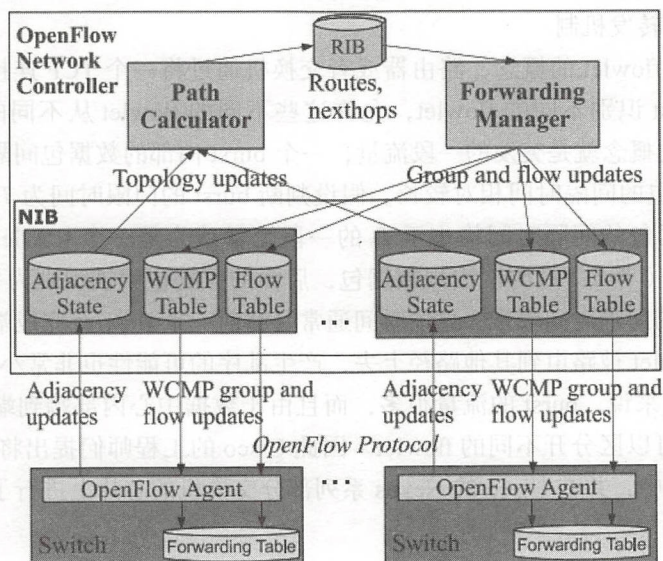 OpenFlow
Network
Controller
RIB
Path
Calculator
Routes,
nexthops
Forwarding
Manager
Topology updates
Group and flow updates
NIB
Adjacency
State
WCMP
Table
Flow
Table
...
Adjacency
State
WCMP
Table
Flow
Table
Adjacency
updates
WCMP group and
flow updates
Adjacency
updates
WCMP group and
flow updates
OpenFlow Protocol
OpenFlow Agent
...
OpenFlow Agent
Switch
Forwarding Table
Switch
Forwarding Table